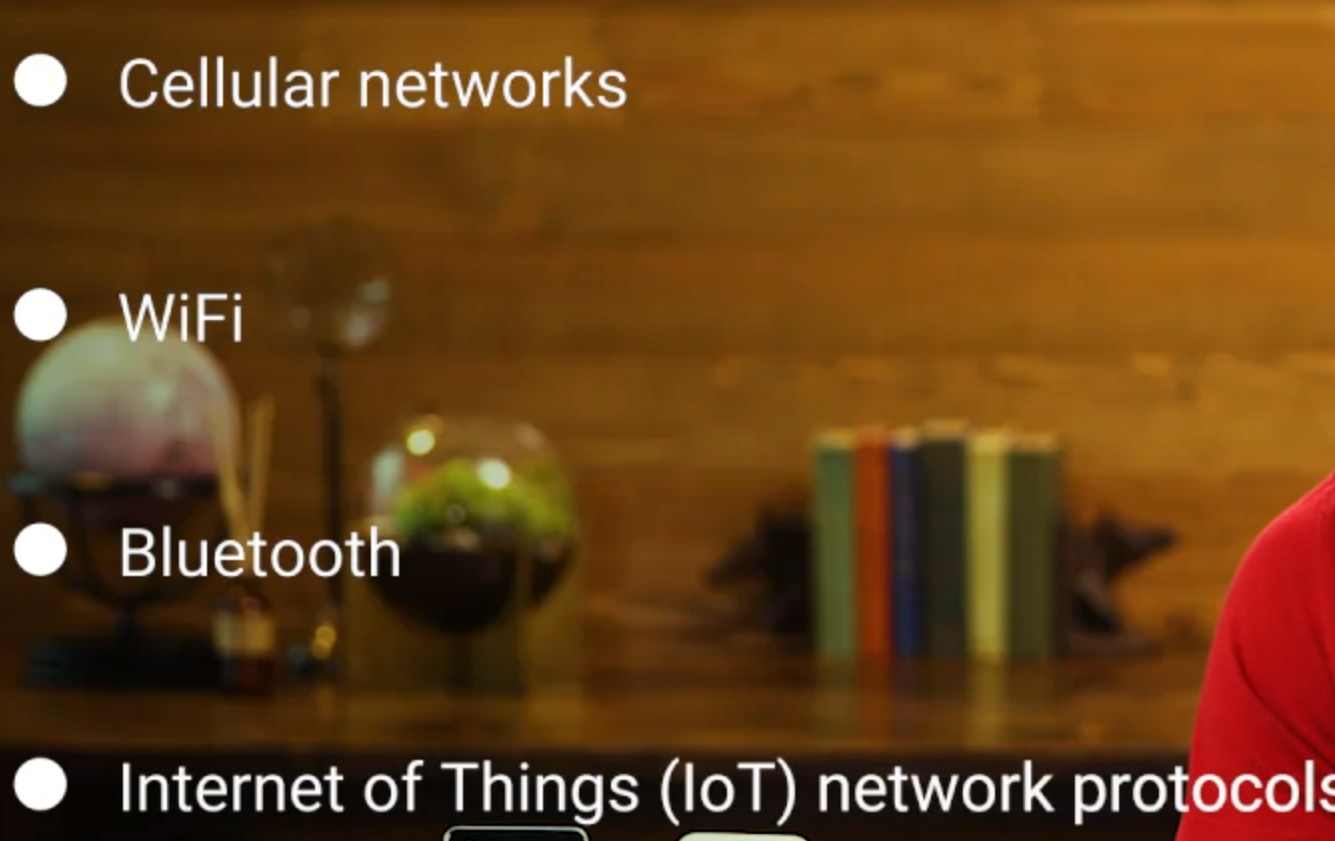 Cellular networks
WiFi
Bluetooth
Internet of Things (IoT) network protocols